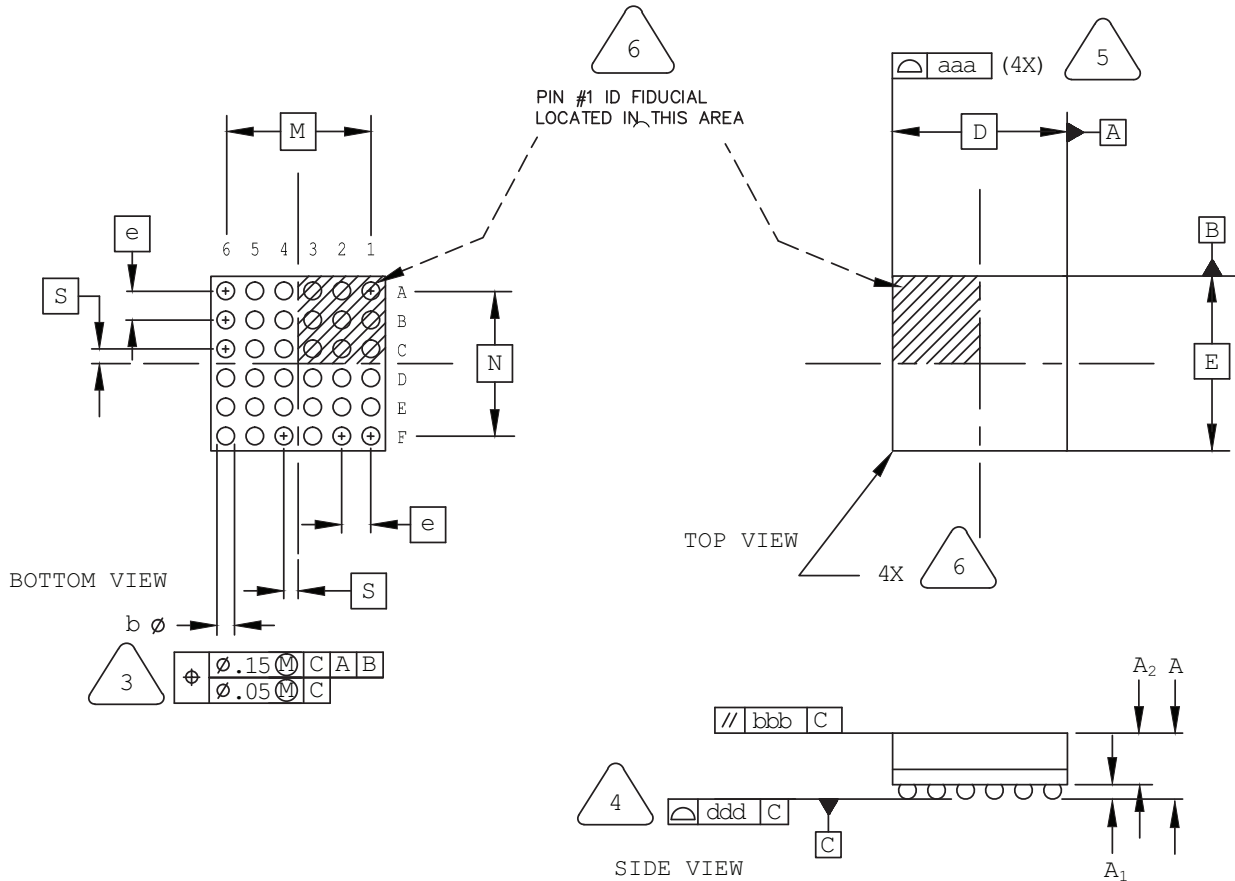 6
PIN #1 ID FIDUCIAL
LOCATED IN THIS AREA
aaa (4X)
5
M
D
A
e
B
6 5 4 3 2 1
S
A
B
C
D
E
F
N
E
e
TOP VIEW
4X
6
BOTTOM VIEW
S
b Ø
3
⌖ Ø.15 Ⓜ C A B
Ø.05 Ⓜ C
A₂ A
// bbb C
4
⌓ ddd C
C
SIDE VIEW
A₁